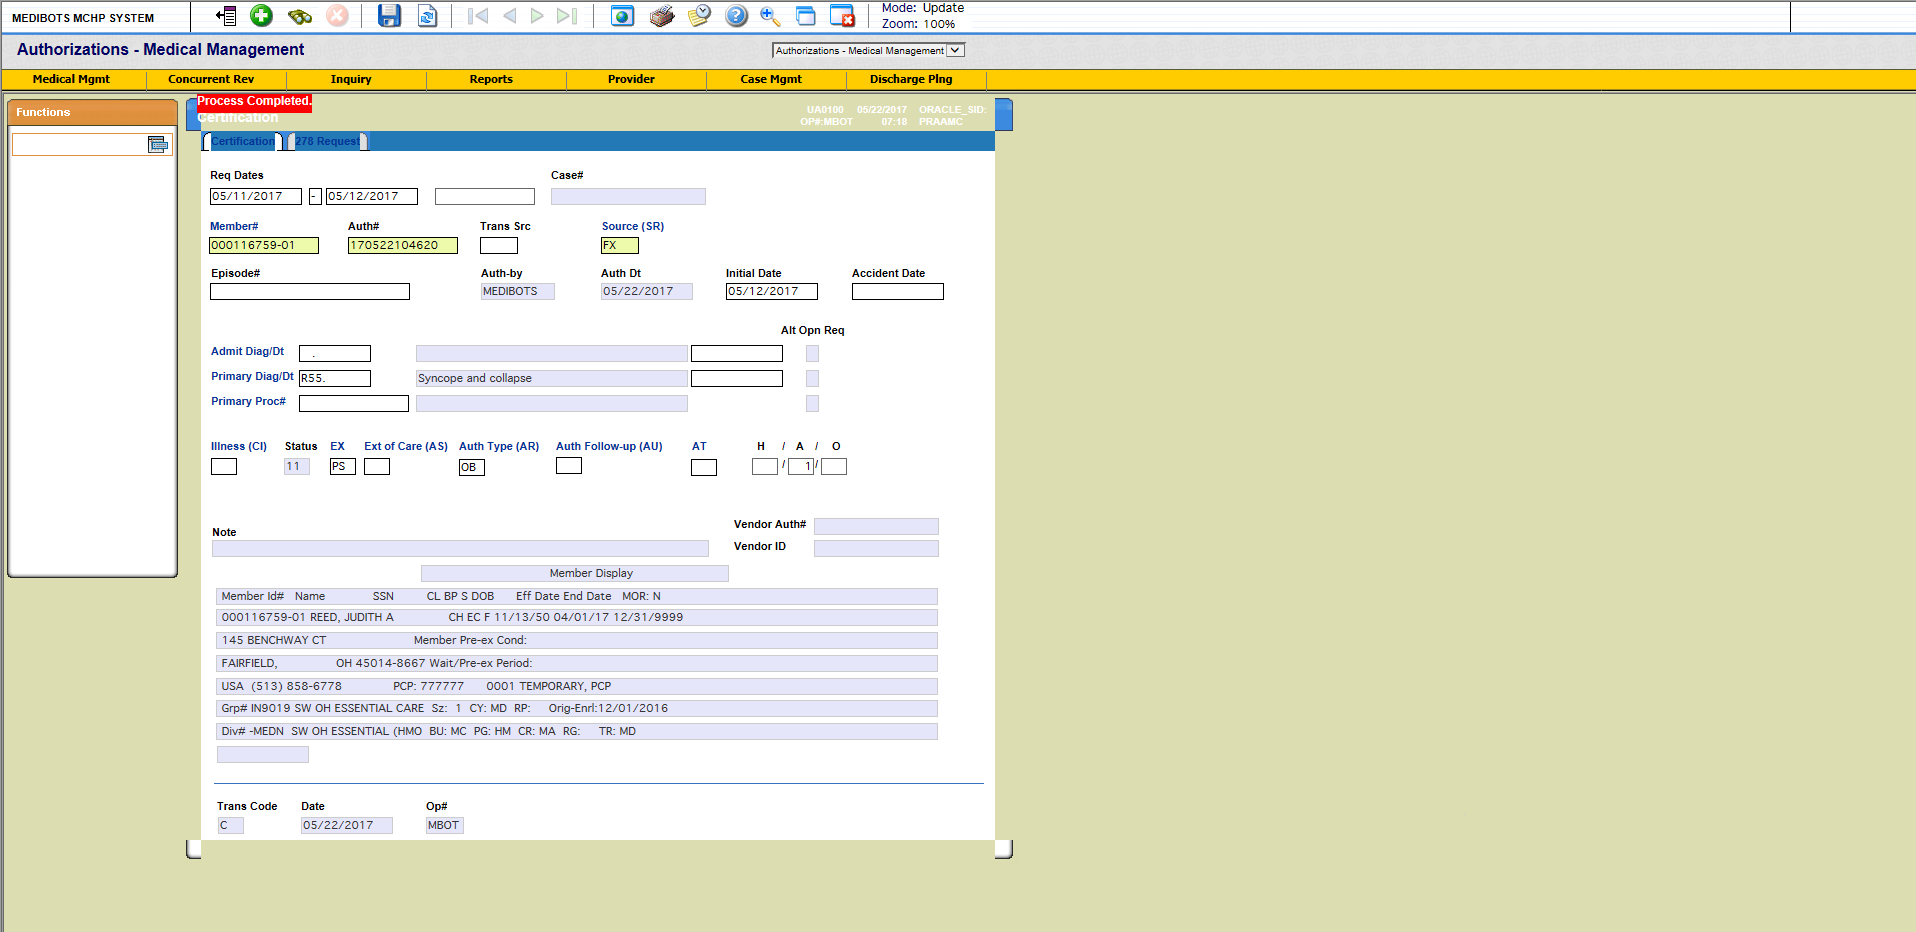 MEDIBOTS MCHP SYSTEM
Mode: Update
Zoom: 100%
Authorizations - Medical Management
Authorizations - Medical Management
Medical Mgmt Concurrent Rev Inquiry Reports Provider Case Mgmt Discharge Plng
Functions
Process Completed.
Certification
UA0100 05/22/2017 ORACLE_SID:
OP#:MBOT 07:18 PRAAMC
Certification 278 Request
Req Dates Case#
05/11/2017 - 05/12/2017
Member# Auth# Trans Src Source (SR)
000116759-01 170522104620 FX
Episode# Auth-by Auth Dt Initial Date Accident Date
MEDIBOTS 05/22/2017 05/12/2017
Alt Opn Req
Admit Diag/Dt .
Primary Diag/Dt R55. Syncope and collapse
Primary Proc#
Illness (CI) Status EX Ext of Care (AS) Auth Type (AR) Auth Follow-up (AU) AT H / A / O
11 PS OB / 1 /
Vendor Auth#
Note
Vendor ID
Member Display
Member Id# Name SSN CL BP S DOB Eff Date End Date MOR: N
000116759-01 REED, JUDITH A CH EC F 11/13/50 04/01/17 12/31/9999
145 BENCHWAY CT Member Pre-ex Cond:
FAIRFIELD, OH 45014-8667 Wait/Pre-ex Period:
USA (513) 858-6778 PCP: 777777 0001 TEMPORARY, PCP
Grp# IN9019 SW OH ESSENTIAL CARE Sz: 1 CY: MD RP: Orig-Enrl:12/01/2016
Div# -MEDN SW OH ESSENTIAL (HMO BU: MC PG: HM CR: MA RG: TR: MD
Trans Code Date Op#
C 05/22/2017 MBOT